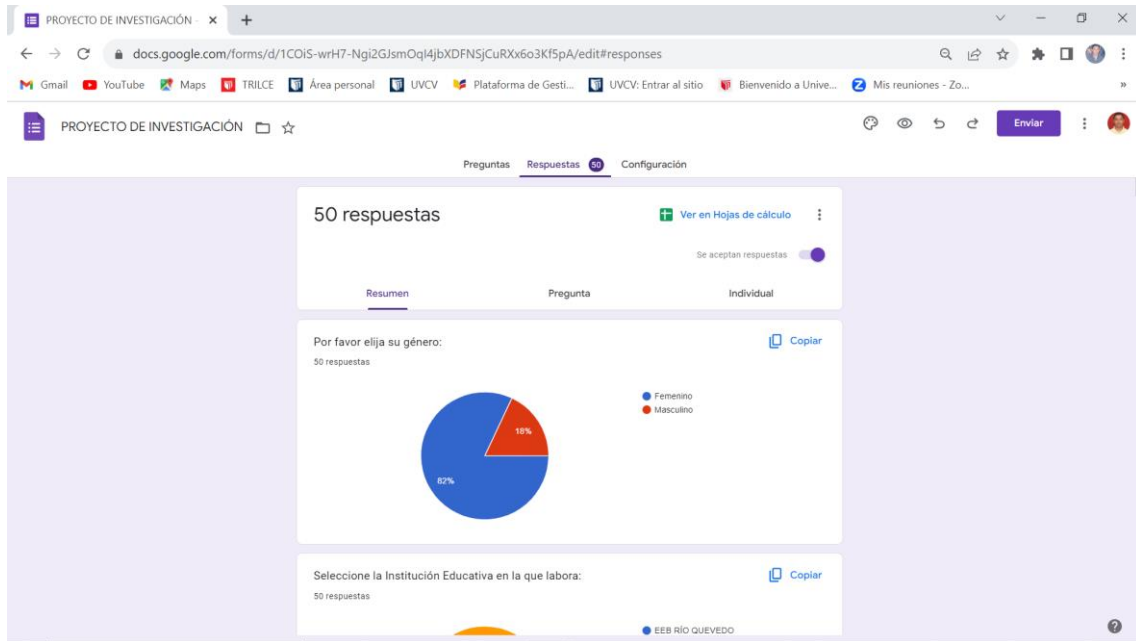 PROYECTO DE INVESTIGACIÓN -
docs.google.com/forms/d/1COiS-wrH7-Ngi2GJsmOqI4jbXDFNSjCuRXx6o3Kf5pA/edit#responses
Gmail YouTube Maps TRILCE Área personal UVCV Plataforma de Gesti... UVCV: Entrar al sitio Bienvenido a Unive... Mis reuniones - Zo... »
PROYECTO DE INVESTIGACIÓN
Enviar
Preguntas Respuestas 50 Configuración
50 respuestas
Ver en Hojas de cálculo
Se aceptan respuestas
Resumen Pregunta Individual
Por favor elija su género:
Copiar
50 respuestas
Femenino
Masculino
18%
82%
Seleccione la Institución Educativa en la que labora:
Copiar
50 respuestas
EEB RÍO QUEVEDO